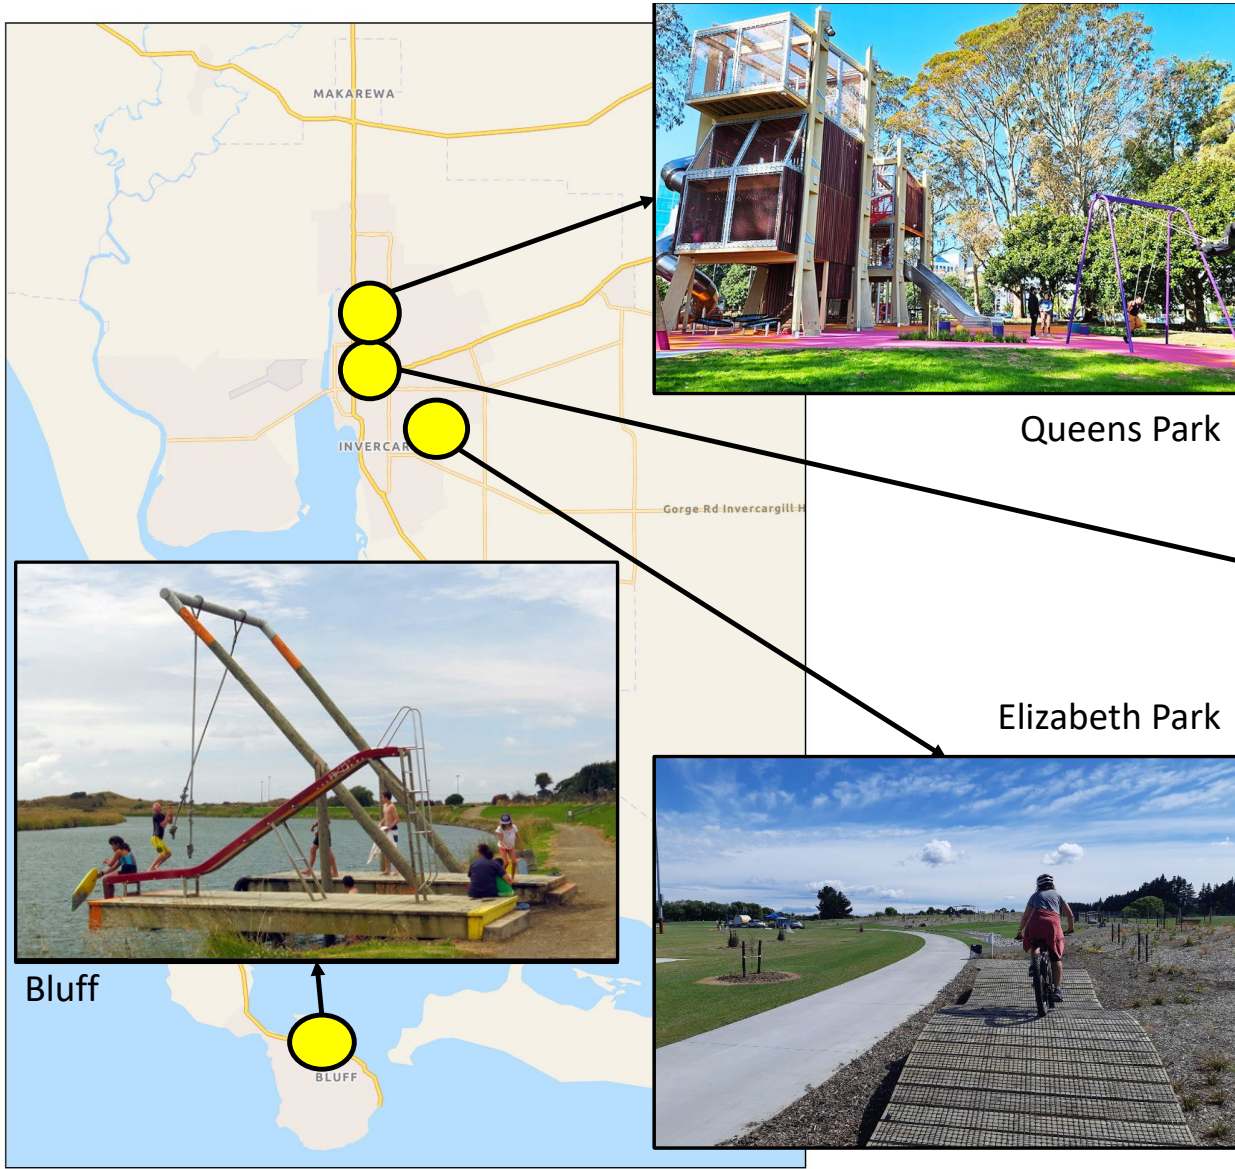 MAKAREWA
Queens Park
INVERCAR
Gorge Rd Invercargill H
Elizabeth Park
Bluff
BLUFF